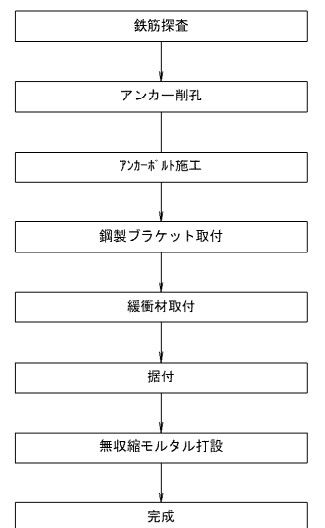 鉄筋探査
アンカー削孔
ｱﾝｶｰﾎﾞﾙﾄ施工
鋼製ブラケット取付
緩衝材取付
据付
無収縮モルタル打設
完成